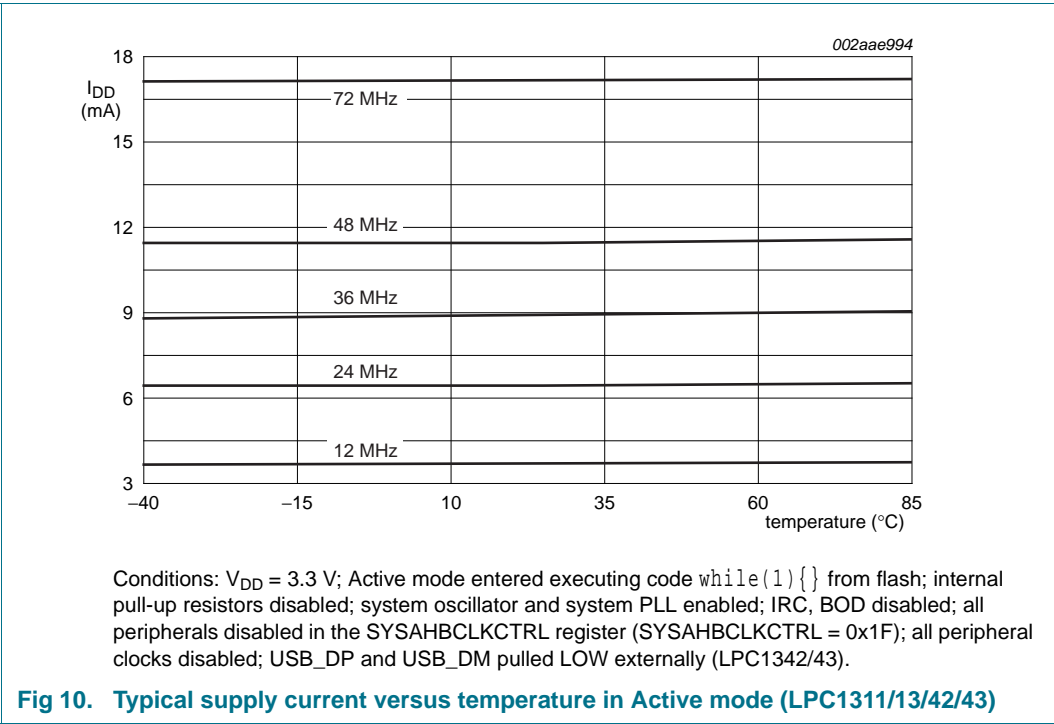 002aae994
18
I_DD
(mA)
72 MHz
15
12
48 MHz
36 MHz
9
24 MHz
6
12 MHz
3
−40 −15 10 35 60 85
temperature (°C)
Conditions: V_DD = 3.3 V; Active mode entered executing code while(1){} from flash; internal
pull-up resistors disabled; system oscillator and system PLL enabled; IRC, BOD disabled; all
peripherals disabled in the SYSAHBCLKCTRL register (SYSAHBCLKCTRL = 0x1F); all peripheral
clocks disabled; USB_DP and USB_DM pulled LOW externally (LPC1342/43).
Fig 10. Typical supply current versus temperature in Active mode (LPC1311/13/42/43)